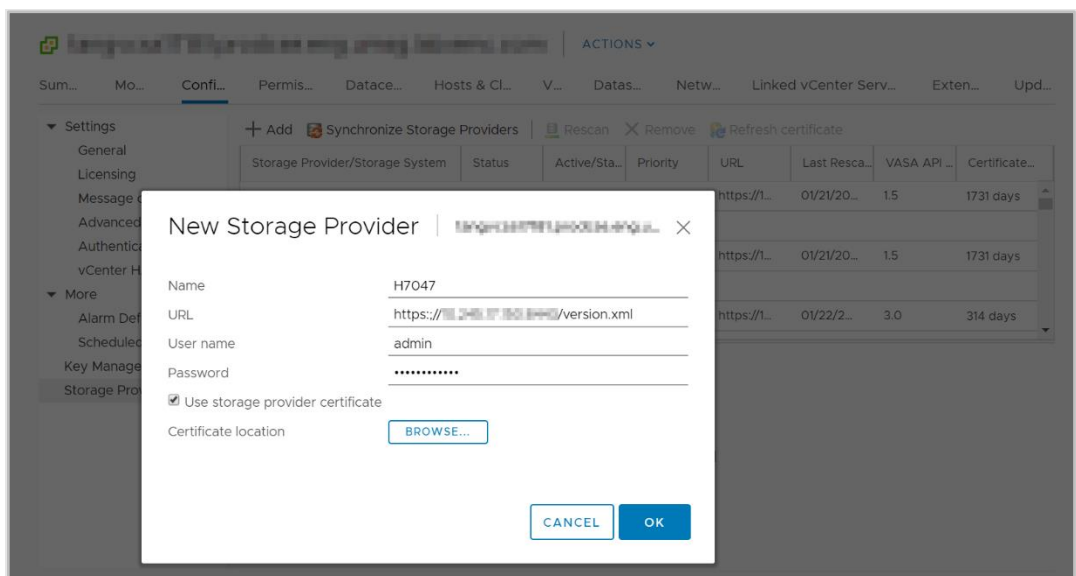 ACTIONS
Sum... Mo... Confi... Permis... Datace... Hosts & Cl... V... Datas... Netw... Linked vCenter Serv... Exten... Upd...
Settings
General
Licensing
Message
Advanced
Authentica
vCenter H
More
Alarm Def
Scheduled
Key Manage
Storage Prov
+ Add Synchronize Storage Providers Rescan Remove Refresh certificate
Storage Provider/Storage System Status Active/Sta... Priority URL Last Resca... VASA API ... Certificate...
https://1... 01/21/20... 1.5 1731 days
https://1... 01/21/20... 1.5 1731 days
https://1... 01/22/2... 3.0 314 days
New Storage Provider
Name H7047
URL https:// /version.xml
User name admin
Password ••••••••••••
Use storage provider certificate
Certificate location BROWSE...
CANCEL OK